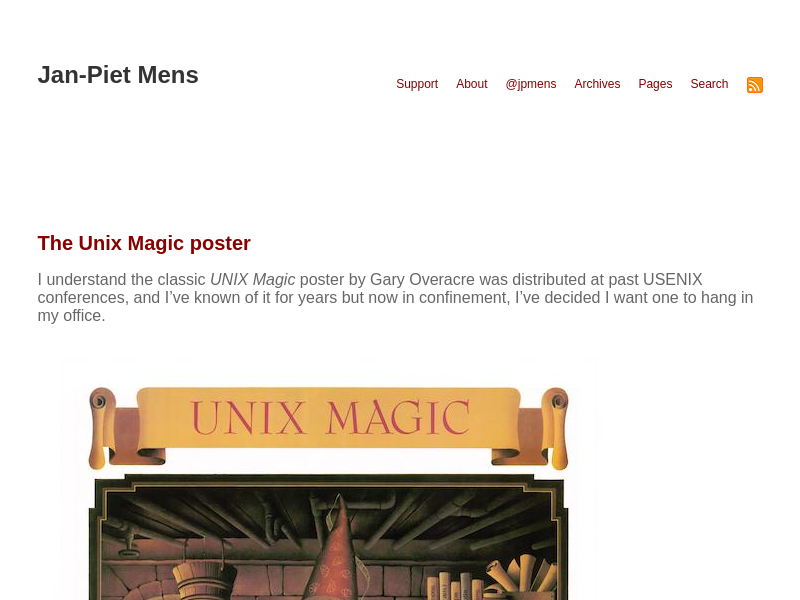 Jan-Piet Mens
Support About @jpmens Archives Pages Search
The Unix Magic poster
I understand the classic UNIX Magic poster by Gary Overacre was distributed at past USENIX
conferences, and I’ve known of it for years but now in confinement, I’ve decided I want one to hang in
my office.
UNIX MAGIC